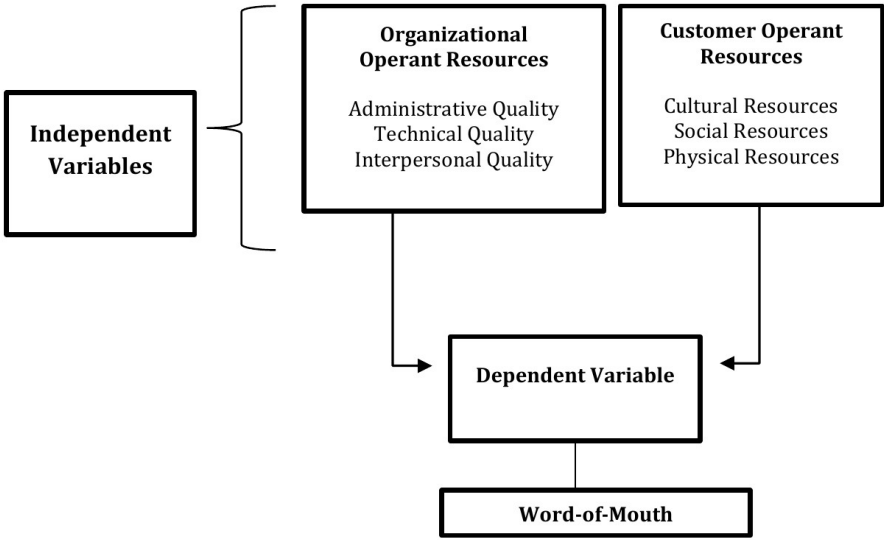 Organizational
Operant Resources
Administrative Quality
Technical Quality
Interpersonal Quality
Customer Operant
Resources
Cultural Resources
Social Resources
Physical Resources
Independent
Variables
Dependent Variable
Word-of-Mouth